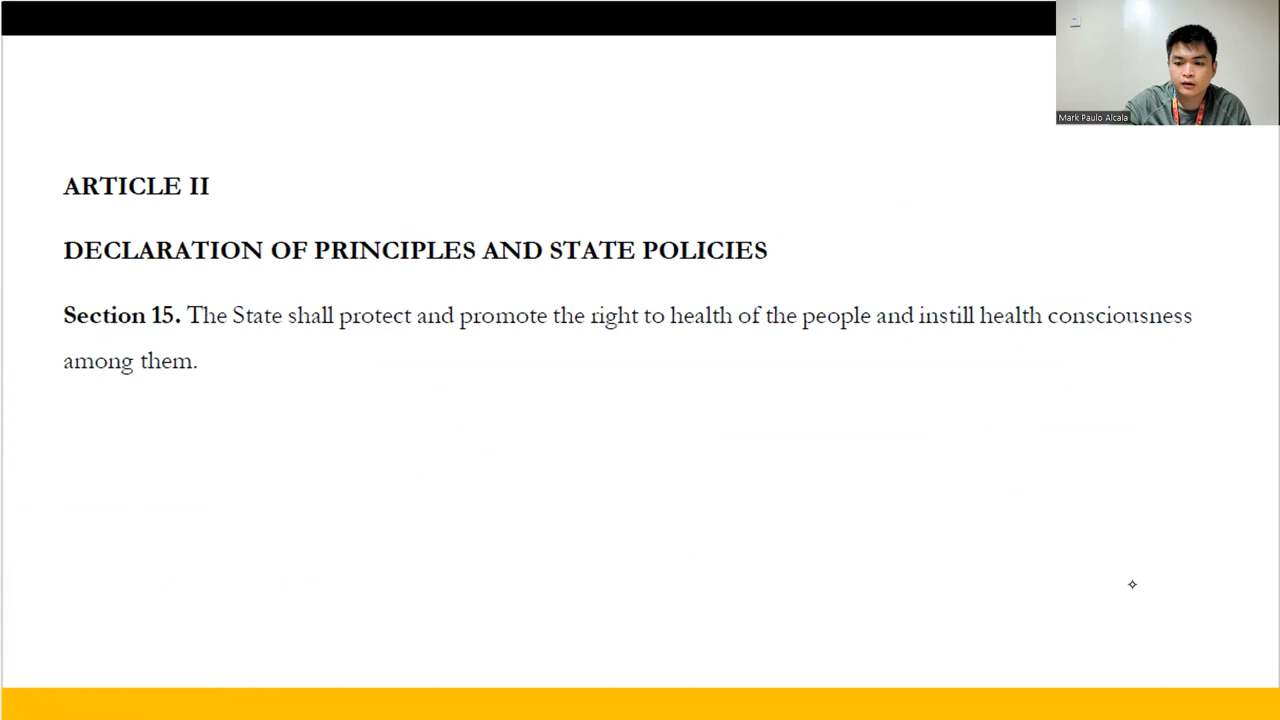 Mark Paulo Alcala
ARTICLE II
DECLARATION OF PRINCIPLES AND STATE POLICIES
Section 15. The State shall protect and promote the right to health of the people and instill health consciousness
among them.